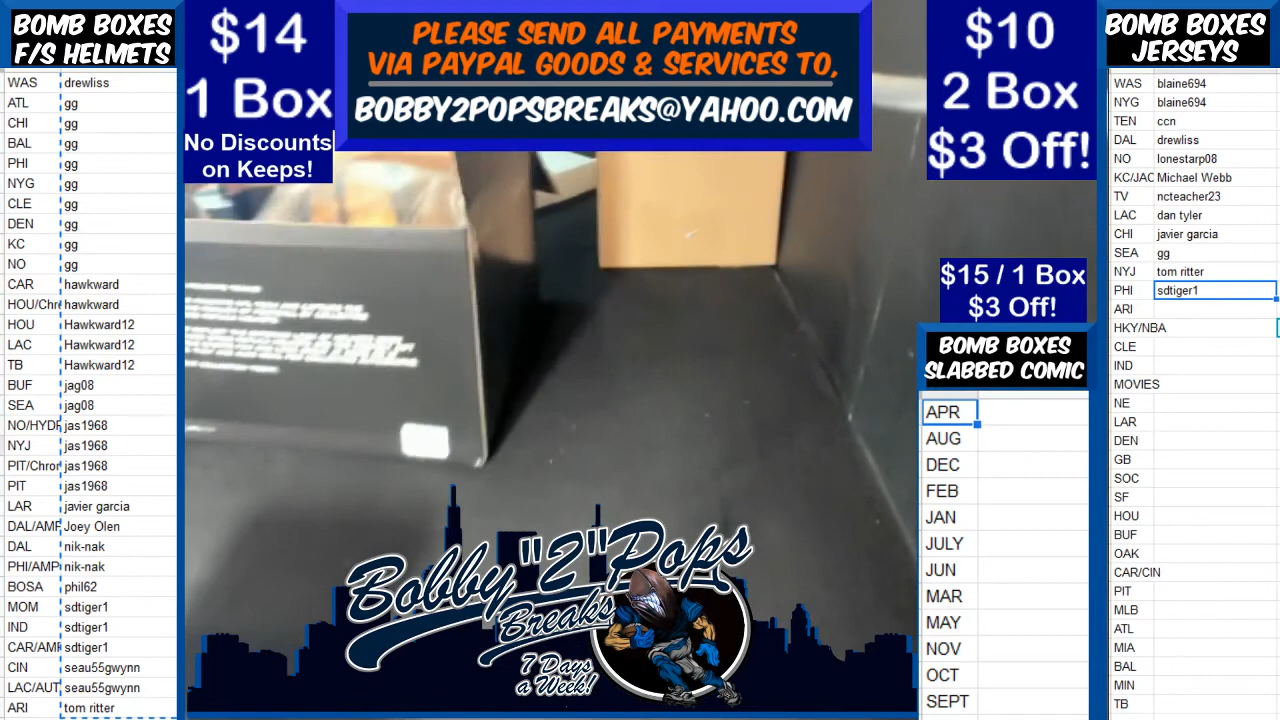 BOMB BOXES
F/S HELMETS
WAS drewliss
ATL gg
CHI gg
BAL gg
PHI gg
NYG gg
CLE gg
DEN gg
KC gg
NO gg
CAR hawkward
HOU/Chr hawkward
HOU Hawkward12
LAC Hawkward12
TB Hawkward12
BUF jag08
SEA jag08
NO/HYDR jas1968
NYJ jas1968
PIT/Chror jas1968
PIT jas1968
LAR javier garcia
DAL/AMP Joey Olen
DAL nik-nak
PHI/AMP nik-nak
BOSA phil62
MOM sdtiger1
IND sdtiger1
CAR/AMP sdtiger1
CIN seau55gwynn
LAC/AUT seau55gwynn
ARI tom ritter
$14
1 Box
No Discounts
on Keeps!
PLEASE SEND ALL PAYMENTS
VIA PAYPAL GOODS & SERVICES TO,
BOBBY2POPSBREAKS@YAHOO.COM
$10
2 Box
$3 Off!
$15 / 1 Box
$3 Off!
BOMB BOXES
SLABBED COMIC
APR
AUG
DEC
FEB
JAN
JULY
JUN
MAR
MAY
NOV
OCT
SEPT
BOMB BOXES
JERSEYS
WAS blaine694
NYG blaine694
TEN ccn
DAL drewliss
NO lonestarp08
KC/JAC Michael Webb
TV ncteacher23
LAC dan tyler
CHI javier garcia
SEA gg
NYJ tom ritter
PHI sdtiger1
ARI
HKY/NBA
CLE
IND
MOVIES
NE
LAR
DEN
GB
SOC
SF
HOU
BUF
OAK
CAR/CIN
PIT
MLB
ATL
MIA
BAL
MIN
TB
Bobby "2" Pops
Breaks
7 Days
a Week!